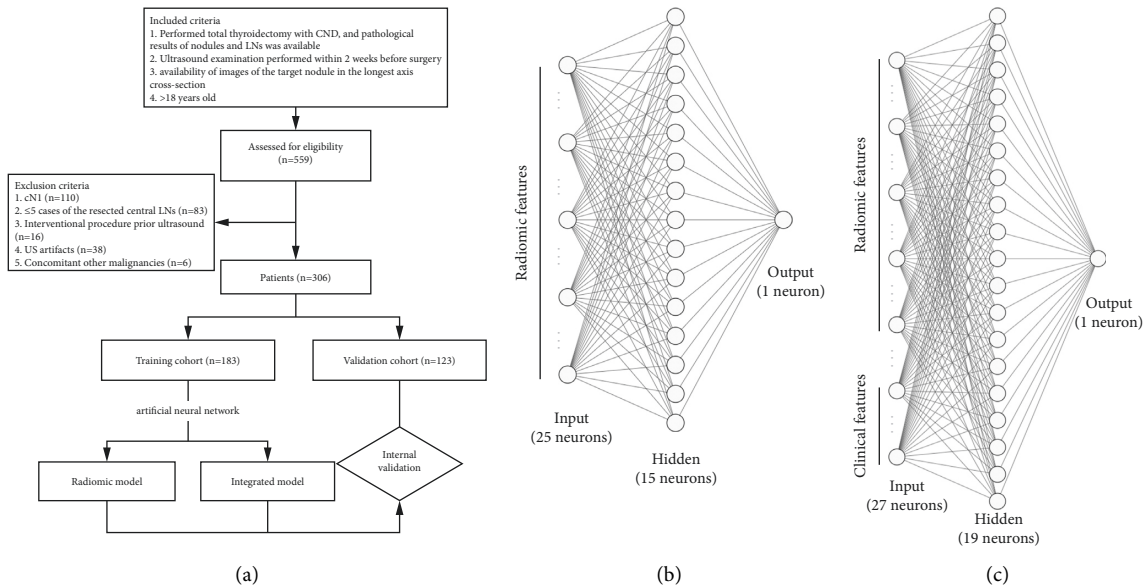 Included criteria
1. Performed total thyroidectomy with CND, and pathological
results of nodules and LNs was available
2. Ultrasound examination performed within 2 weeks before surgery
3. availability of images of the target nodule in the longest axis
cross-section
4. >18 years old
Assessed for eligibility
(n=559)
Exclusion criteria
1. cN1 (n=110)
2. ≤5 cases of the resected central LNs (n=83)
3. Interventional procedure prior ultrasound
(n=16)
4. US artifacts (n=38)
5. Concomitant other malignancies (n=6)
Patients (n=306)
Training cohort (n=183)
Validation cohort (n=123)
artificial neural network
Radiomic model
Integrated model
Internal
validation
(a)
Radiomic features
Input
(25 neurons)
Hidden
(15 neurons)
Output
(1 neuron)
(b)
Radiomic features
Clinical features
Input
(27 neurons)
Hidden
(19 neurons)
Output
(1 neuron)
(c)